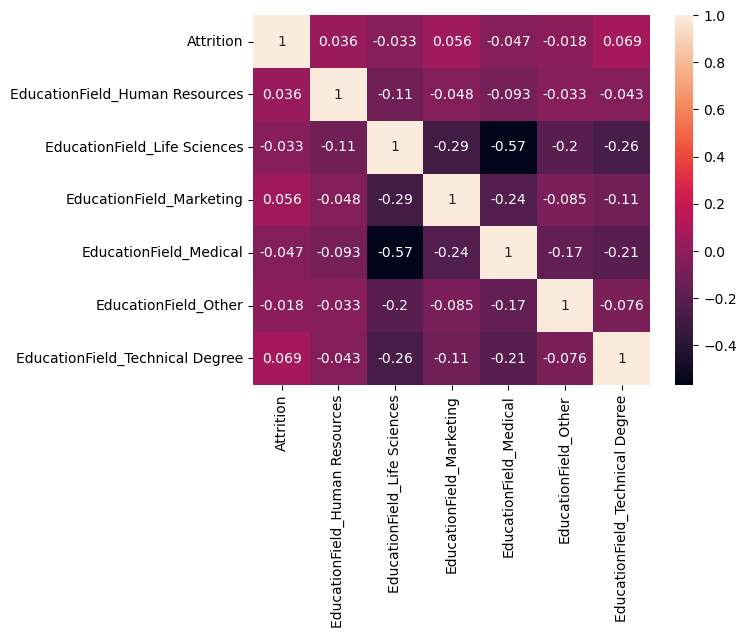 Attrition 1 0.036 -0.033 0.056 -0.047 -0.018 0.069
EducationField_Human Resources 0.036 1 -0.11 -0.048 -0.093 -0.033 -0.043
EducationField_Life Sciences -0.033 -0.11 1 -0.29 -0.57 -0.2 -0.26
EducationField_Marketing 0.056 -0.048 -0.29 1 -0.24 -0.085 -0.11
EducationField_Medical -0.047 -0.093 -0.57 -0.24 1 -0.17 -0.21
EducationField_Other -0.018 -0.033 -0.2 -0.085 -0.17 1 -0.076
EducationField_Technical Degree 0.069 -0.043 -0.26 -0.11 -0.21 -0.076 1
Attrition
EducationField_Human Resources
EducationField_Life Sciences
EducationField_Marketing
EducationField_Medical
EducationField_Other
EducationField_Technical Degree
1.0
0.8
0.6
0.4
0.2
0.0
−0.2
−0.4